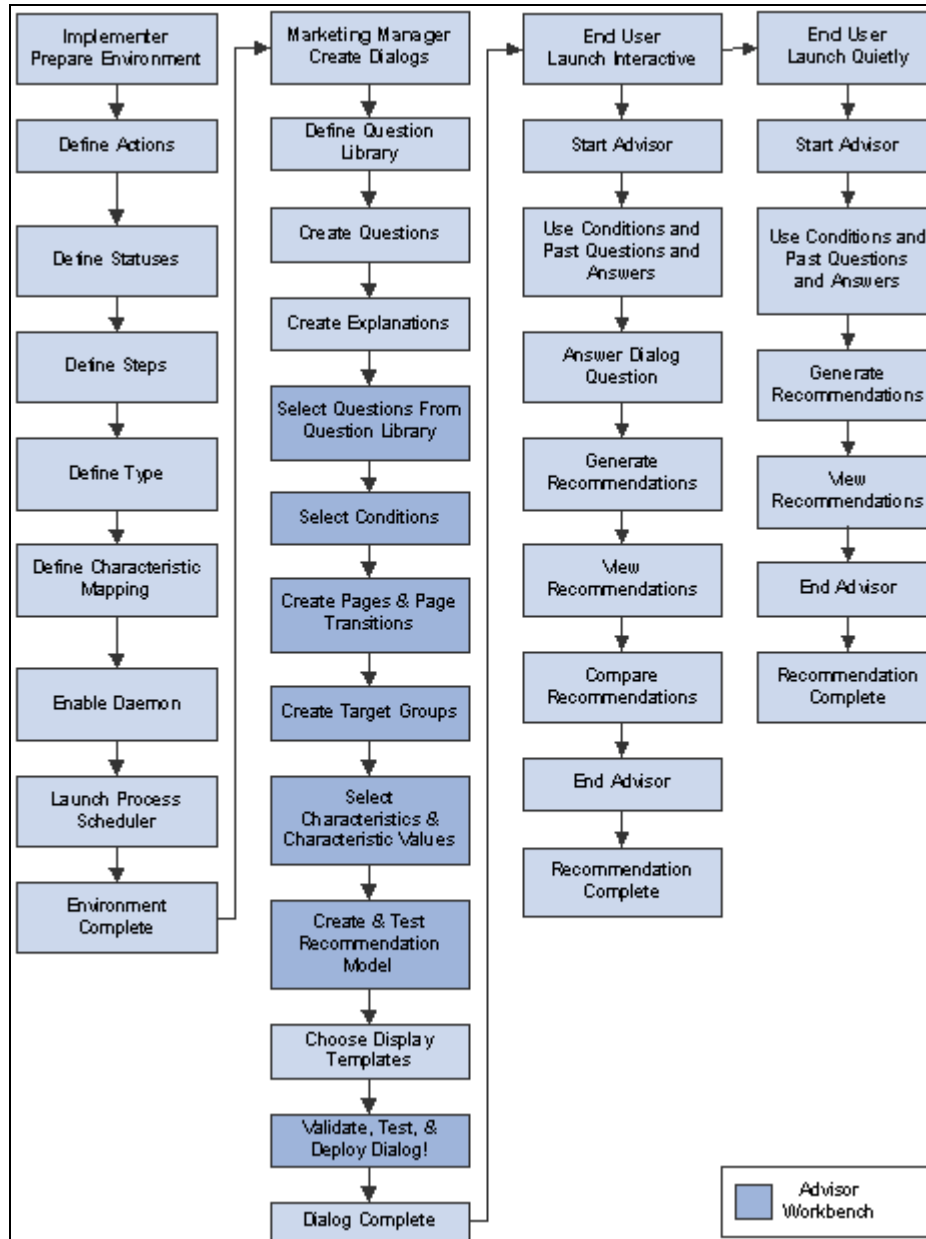 Implementer
Prepare Environment
Define Actions
Define Statuses
Define Steps
Define Type
Define Characteristic
Mapping
Enable Daemon
Launch Process
Scheduler
Environment
Complete
Marketing Manager
Create Dialogs
Define Question
Library
Create Questions
Create Explanations
Select Questions From
Question Library
Select Conditions
Create Pages & Page
Transitions
Create Target Groups
Select
Characteristics &
Characteristic Values
Create & Test
Recommendation
Model
Choose Display
Templates
Validate, Test, &
Deploy Dialog!
Dialog Complete
End User
Launch Interactive
Start Advisor
Use Conditions and
Past Questions and
Answers
Answer Dialog
Question
Generate
Recommendations
View
Recommendations
Compare
Recommendations
End Advisor
Recommendation
Complete
End User
Launch Quietly
Start Advisor
Use Conditions and
Past Questions
and Answers
Generate
Recommendations
View
Recommendations
End Advisor
Recommendation
Complete
Advisor
Workbench